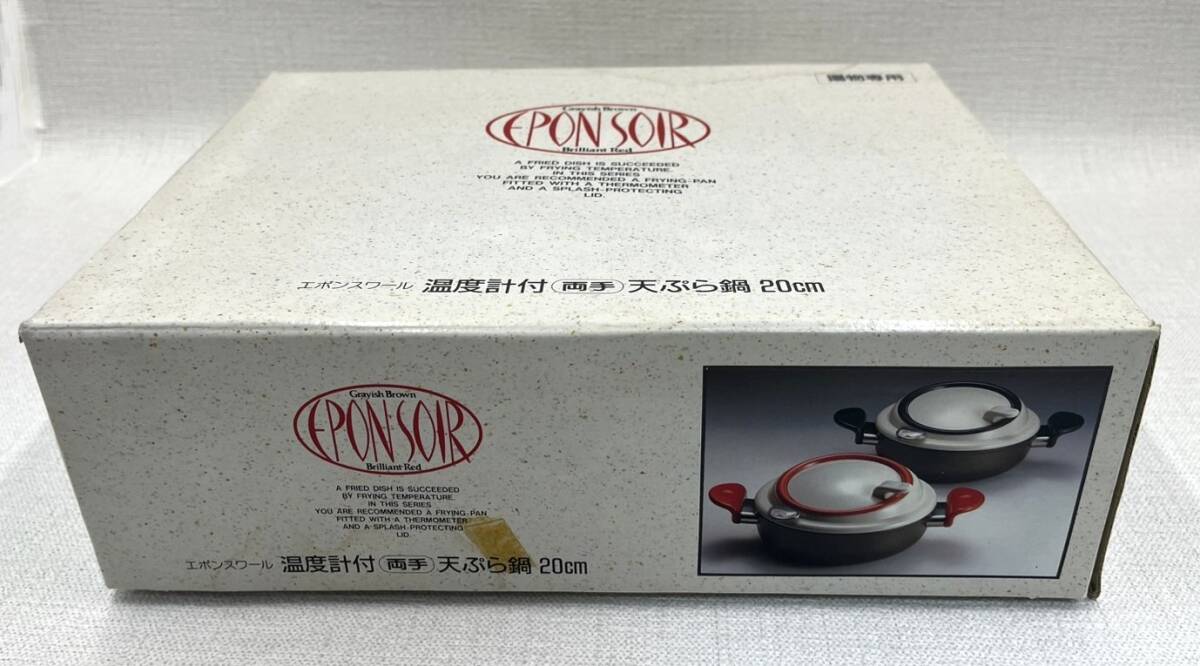 揚物専用
Grayish Brown
EPON SOIR
Brilliant Red
A FRIED DISH IS SUCCEEDED
BY FRYING TEMPERATURE.
IN THIS SERIES
YOU ARE RECOMMENDED A FRYING-PAN
FITTED WITH A THERMOMETER
AND A SPLASH-PROTECTING
LID.
エポンスワール 温度計付 両手 天ぷら鍋 20cm
Grayish Brown
EPON SOIR
Brilliant Red
A FRIED DISH IS SUCCEEDED
BY FRYING TEMPERATURE.
IN THIS SERIES
YOU ARE RECOMMENDED A FRYING-PAN
FITTED WITH A THERMOMETER
AND A SPLASH-PROTECTING
LID.
エポンスワール 温度計付 両手 天ぷら鍋 20cm